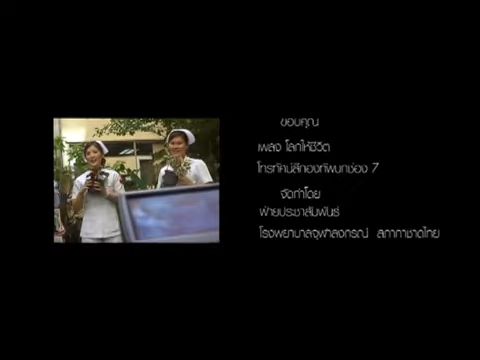 ขอบคุณ
เพลง โลกให้ชีวิต
โทรทัศน์สีกองทัพบกช่อง 7
จัดทำโดย
ฝ่ายประชาสัมพันธ์
โรงพยาบาลจุฬาลงกรณ์ สภากาชาดไทย